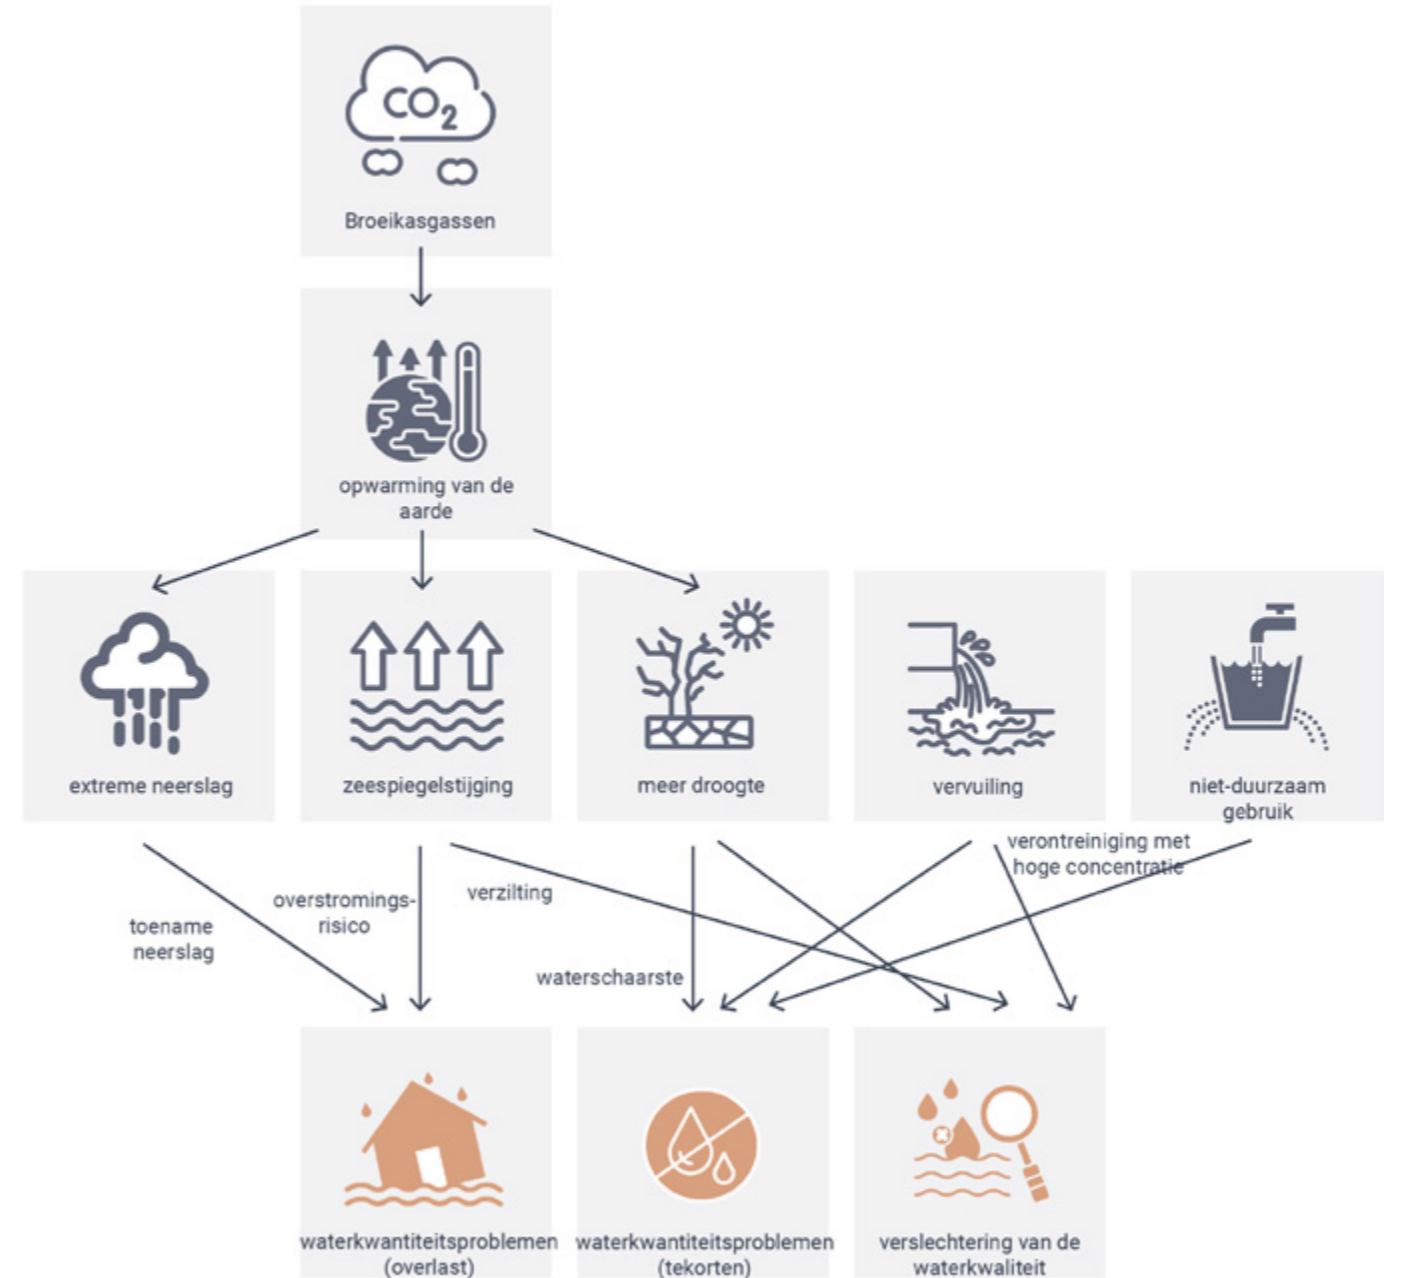 CO2
Broeikasgassen
opwarming van de
aarde
extreme neerslag
zeespiegelstijging
meer droogte
vervuiling
niet-duurzaam
gebruik
toename
neerslag
overstromings-
risico
verzilting
waterschaarste
verontreiniging met
hoge concentratie
waterkwantiteitsproblemen
(overlast)
waterkwantiteitsproblemen
(tekorten)
verslechtering van de
waterkwaliteit